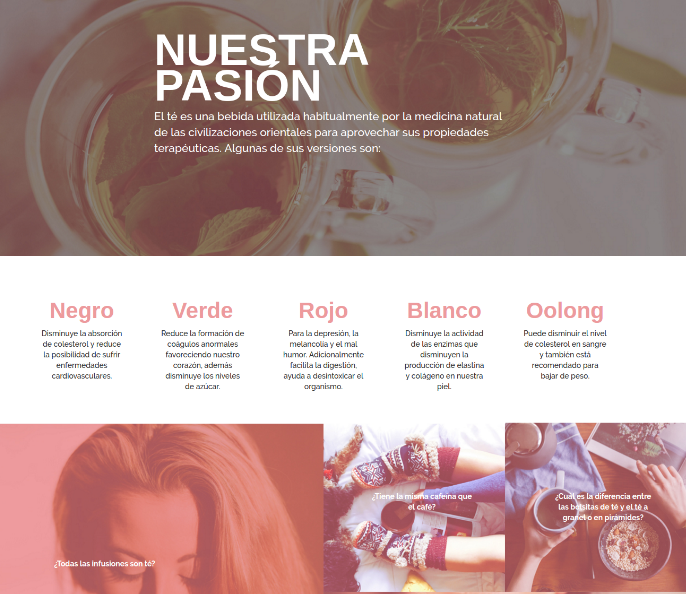 NUESTRA
PASIÓN
El té es una bebida utilizada habitualmente por la medicina natural
de las civilizaciones orientales para aprovechar sus propiedades
terapéuticas. Algunas de sus versiones son:
Negro
Disminuye la absorción
de colesterol y reduce
la posibilidad de sufrir
enfermedades
cardiovasculares.
Verde
Reduce la formación de
coágulos anormales
favoreciendo nuestro
corazón, además
disminuye los niveles
de azúcar.
Rojo
Para la depresión, la
melancolía y el mal
humor. Adicionalmente
facilita la digestión,
ayuda a desintoxicar el
organismo.
Blanco
Disminuye la actividad
de las enzimas que
disminuyen la
producción de elastina
y colágeno en nuestra
piel.
Oolong
Puede disminuir el nivel
de colesterol en sangre
y también está
recomendado para
bajar de peso.
¿Todas las infusiones son té?
¿Tiene la misma cafeína que
el café?
¿Cuál es la diferencia entre
las bolsitas de té y el té a
granel o en pirámides?